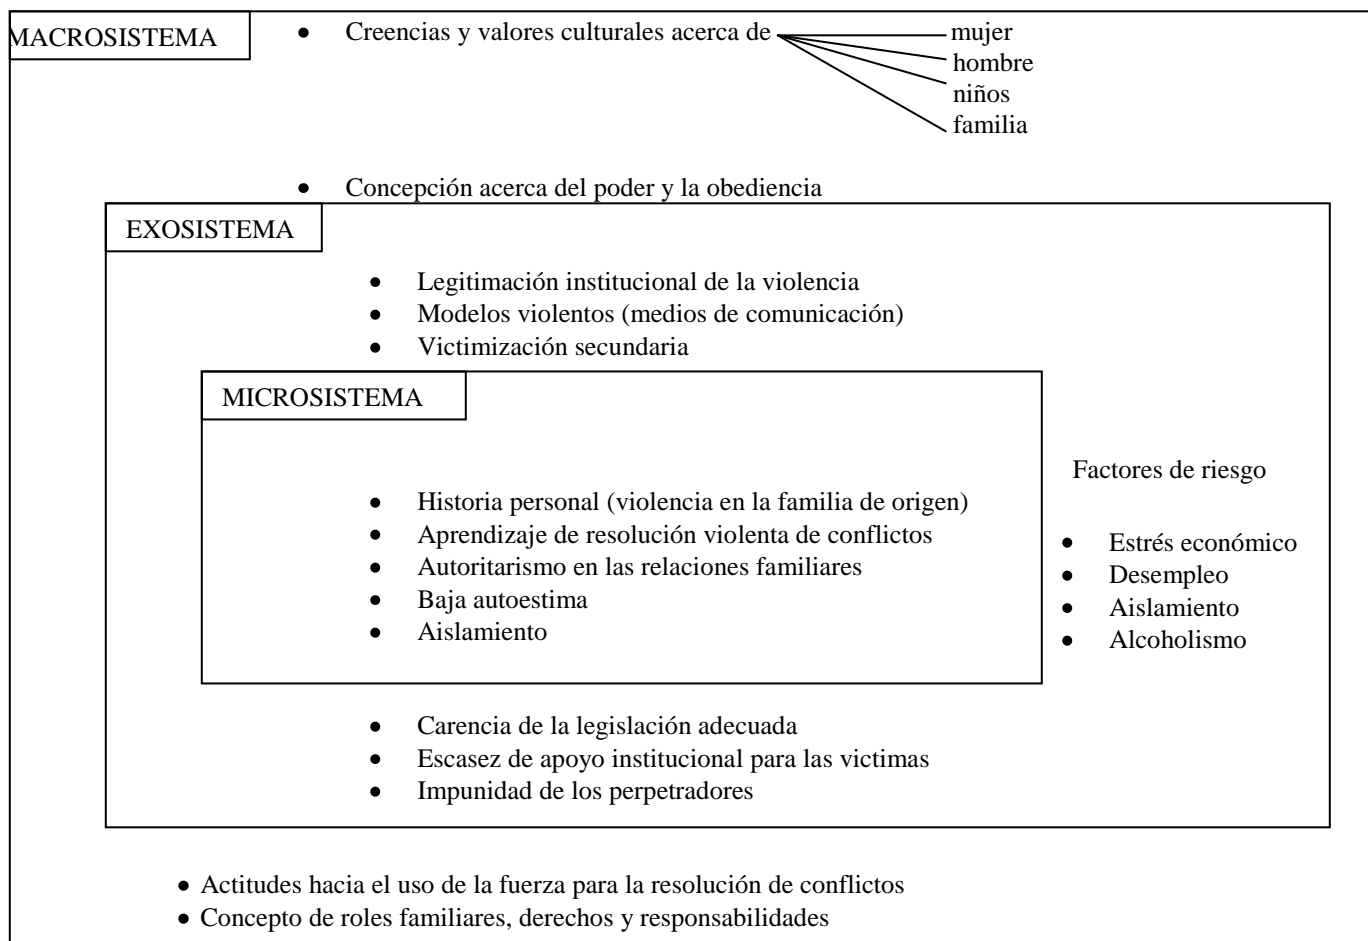 MACROSISTEMA
• Creencias y valores culturales acerca de
mujer
hombre
niños
familia
• Concepción acerca del poder y la obediencia
EXOSISTEMA
• Legitimación institucional de la violencia
• Modelos violentos (medios de comunicación)
• Victimización secundaria
MICROSISTEMA
• Historia personal (violencia en la familia de origen)
• Aprendizaje de resolución violenta de conflictos
• Autoritarismo en las relaciones familiares
• Baja autoestima
• Aislamiento
Factores de riesgo
• Estrés económico
• Desempleo
• Aislamiento
• Alcoholismo
• Carencia de la legislación adecuada
• Escasez de apoyo institucional para las victimas
• Impunidad de los perpetradores
• Actitudes hacia el uso de la fuerza para la resolución de conflictos
• Concepto de roles familiares, derechos y responsabilidades